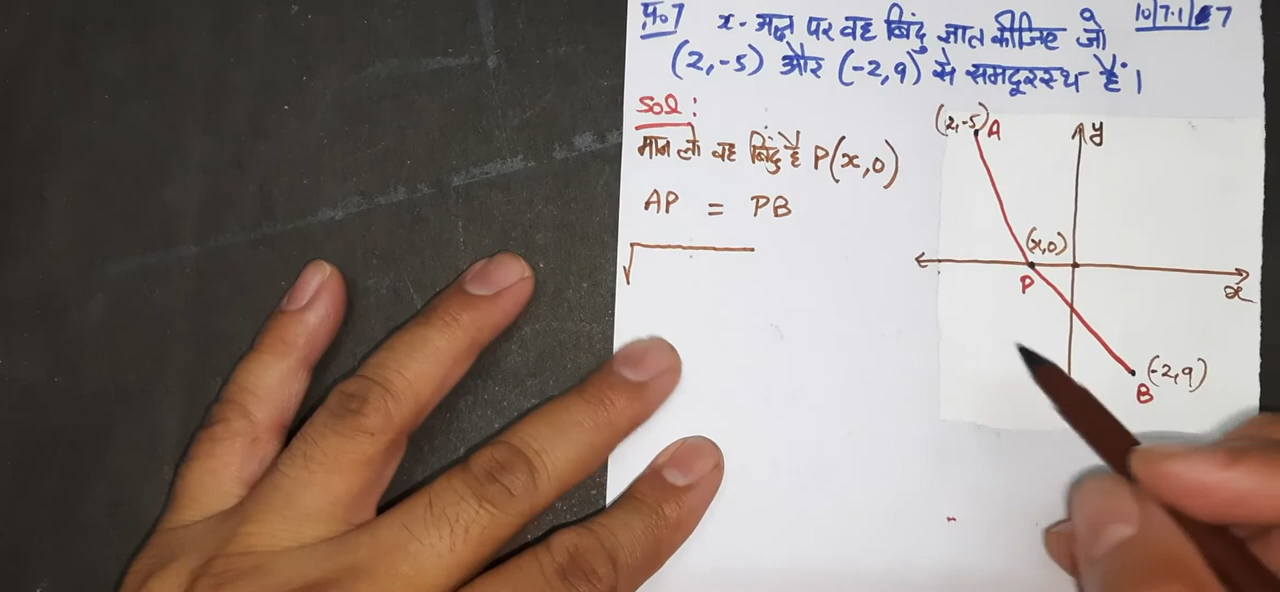 प्र०7 x-अक्ष पर वह बिंदु ज्ञात कीजिए जो
10/7.1/7
(2,-5) और (-2,9) से समदूरस्थ हैं।
Sol:
मान लो वह बिंदु है P(x,0)
AP = PB
√
(2,-5) A
y
(x,0)
P
x
(-2,9)
B